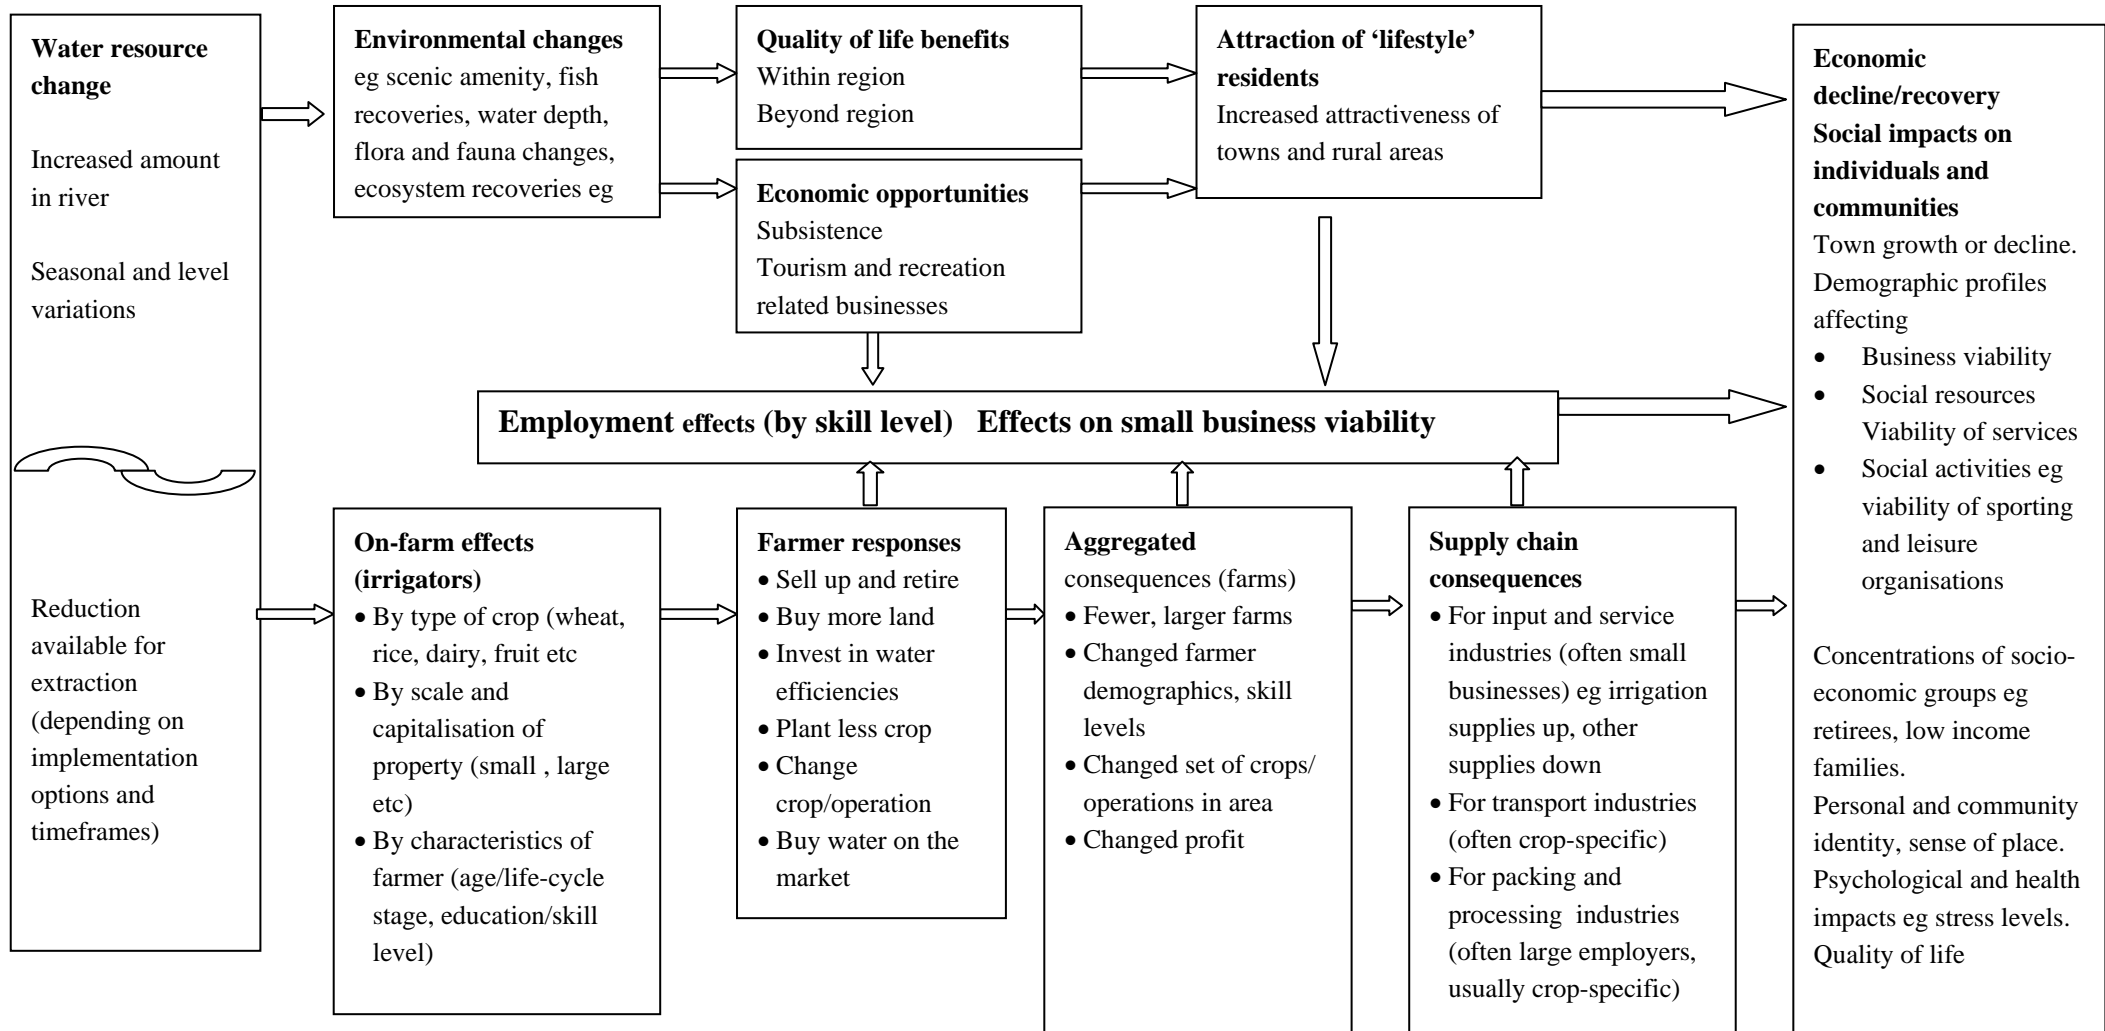 Water resource
change
Increased amount
in river
Seasonal and level
variations
Reduction
available for
extraction
(depending on
implementation
options and
timeframes)
Environmental changes
eg scenic amenity, fish
recoveries, water depth,
flora and fauna changes,
ecosystem recoveries eg
Quality of life benefits
Within region
Beyond region
Economic opportunities
Subsistence
Tourism and recreation
related businesses
Attraction of ‘lifestyle’
residents
Increased attractiveness of
towns and rural areas
Employment effects (by skill level)   Effects on small business viability
On-farm effects
(irrigators)
• By type of crop (wheat,
rice, dairy, fruit etc
• By scale and
capitalisation of
property (small , large
etc)
• By characteristics of
farmer (age/life-cycle
stage, education/skill
level)
Farmer responses
• Sell up and retire
• Buy more land
• Invest in water
efficiencies
• Plant less crop
• Change
crop/operation
• Buy water on the
market
Aggregated
consequences (farms)
• Fewer, larger farms
• Changed farmer
demographics, skill
levels
• Changed set of crops/
operations in area
• Changed profit
Supply chain
consequences
• For input and service
industries (often small
businesses) eg irrigation
supplies up, other
supplies down
• For transport industries
(often crop-specific)
• For packing and
processing  industries
(often large employers,
usually crop-specific)
Economic
decline/recovery
Social impacts on
individuals and
communities
Town growth or decline.
Demographic profiles
affecting
• Business viability
• Social resources
Viability of services
• Social activities eg
viability of sporting
and leisure
organisations
Concentrations of socio-
economic groups eg
retirees, low income
families.
Personal and community
identity, sense of place.
Psychological and health
impacts eg stress levels.
Quality of life